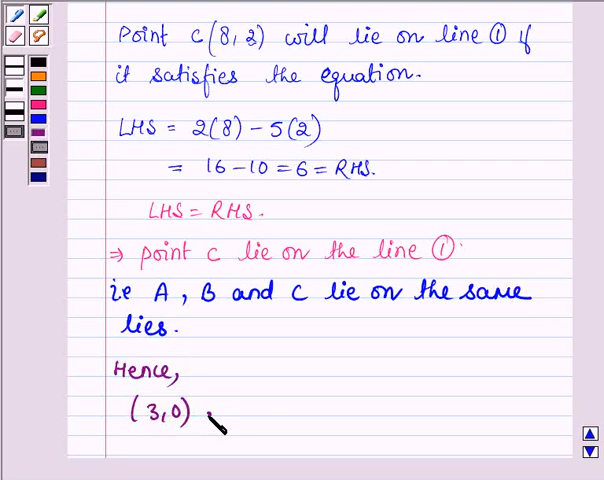 Point C(8,2) will lie on line ① if
it satisfies the equation.
LHS = 2(8) - 5(2)
= 16 - 10 = 6 = RHS.
LHS = RHS.
⇒ point C lie on the line ①.
ie A, B and C lie on the same
lies.
Hence,
(3,0),